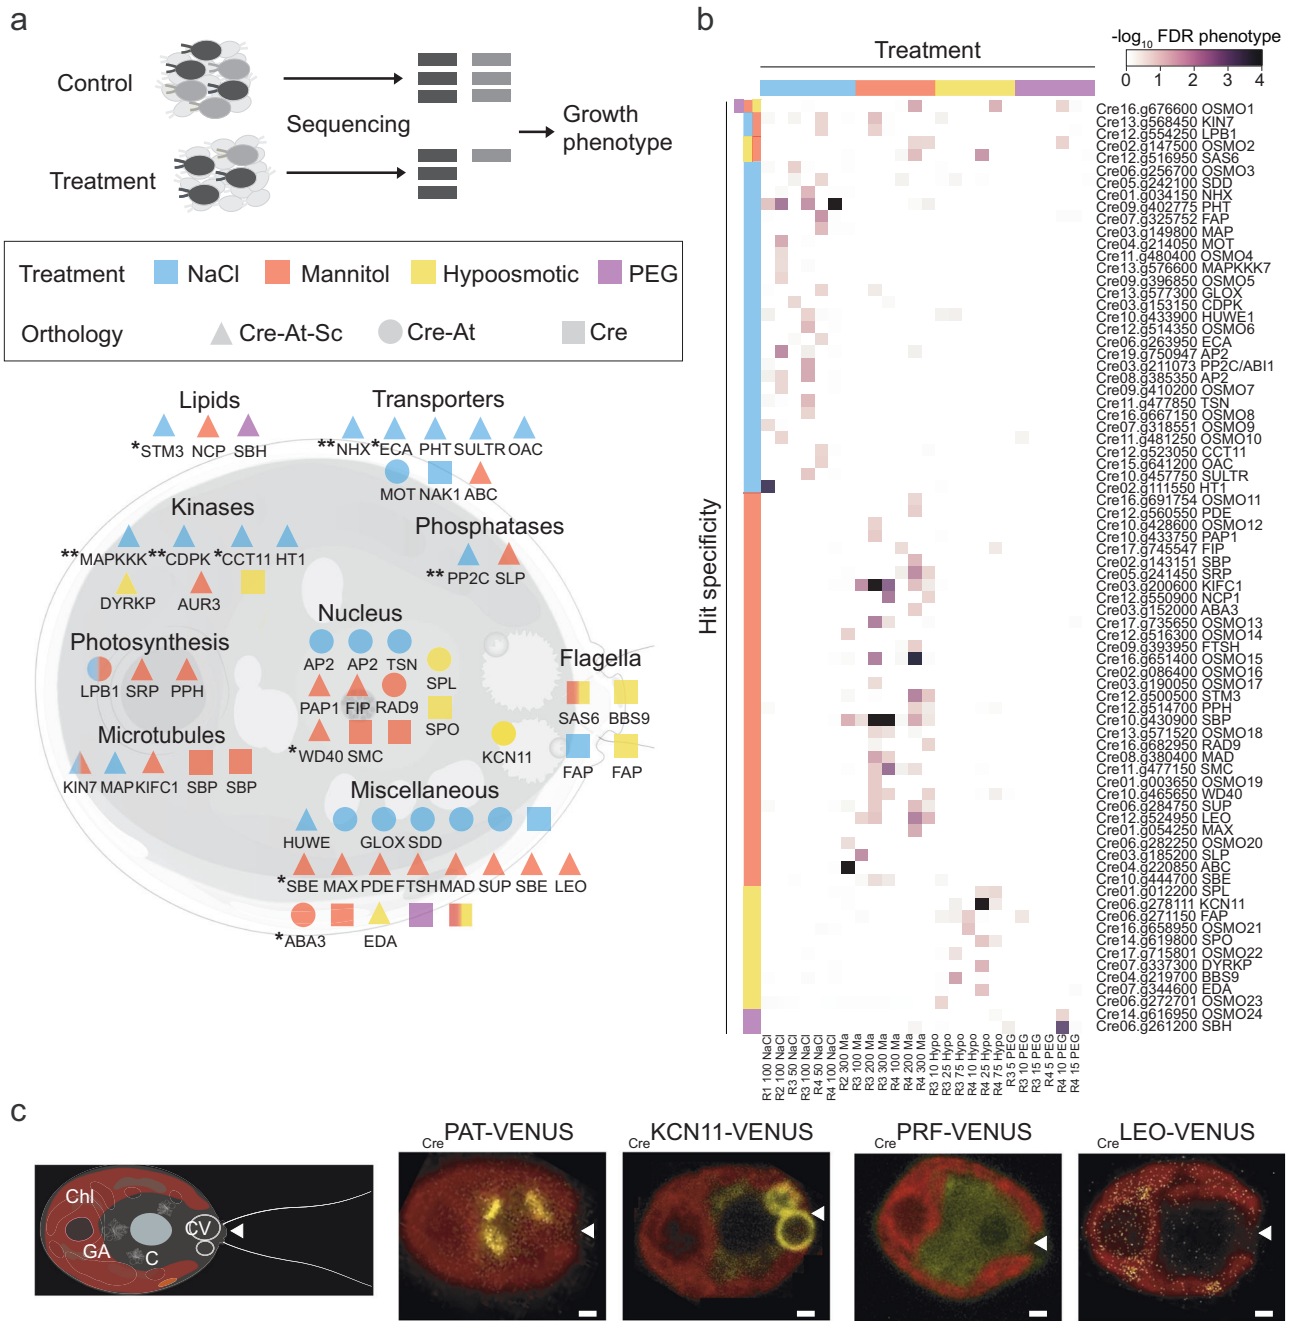 a
Control
Treatment
Sequencing
Growth
phenotype
Treatment NaCl Mannitol Hypoosmotic PEG
Orthology Cre-At-Sc Cre-At Cre
Lipids
*STM3 NCP SBH
Transporters
**NHX *ECA PHT SULTR OAC
MOT NAK1 ABC
Kinases
**MAPKKK **CDPK *CCT11 HT1
DYRKP AUR3
Phosphatases
**PP2C SLP
Nucleus
AP2 AP2 TSN
SPL
PAP1 FIP RAD9
SPO
*WD40 SMC
Photosynthesis
LPB1 SRP PPH
Flagella
SAS6 BBS9
FAP FAP
KCN11
Microtubules
KIN7 MAP KIFC1 SBP SBP
Miscellaneous
HUWE GLOX SDD
*SBE MAX PDE FTSH MAD SUP SBE LEO
*ABA3 EDA
b
Treatment
-log10 FDR phenotype
0 1 2 3 4
Hit specificity
Cre16.g676600 OSMO1
Cre13.g568450 KIN7
Cre12.g554250 LPB1
Cre02.g147500 OSMO2
Cre12.g516950 SAS6
Cre06.g256700 OSMO3
Cre05.g242100 SDD
Cre01.g034150 NHX
Cre09.g402775 PHT
Cre07.g325752 FAP
Cre03.g149800 MAP
Cre04.g214050 MOT
Cre11.g480400 OSMO4
Cre13.g576600 MAPKKK7
Cre09.g396850 OSMO5
Cre13.g577300 GLOX
Cre03.g153150 CDPK
Cre10.g433900 HUWE1
Cre12.g514350 OSMO6
Cre06.g263950 ECA
Cre19.g750947 AP2
Cre03.g211073 PP2C/ABI1
Cre08.g385350 AP2
Cre09.g410200 OSMO7
Cre11.g477850 TSN
Cre16.g667150 OSMO8
Cre07.g318551 OSMO9
Cre11.g481250 OSMO10
Cre12.g523050 CCT11
Cre15.g641200 OAC
Cre10.g457750 SULTR
Cre02.g111550 HT1
Cre16.g691754 OSMO11
Cre12.g560550 PDE
Cre10.g428600 OSMO12
Cre10.g433750 PAP1
Cre17.g745547 FIP
Cre02.g143151 SBP
Cre05.g241450 SRP
Cre03.g200600 KIFC1
Cre12.g550900 NCP1
Cre03.g152000 ABA3
Cre17.g735650 OSMO13
Cre12.g516300 OSMO14
Cre09.g393950 FTSH
Cre16.g651400 OSMO15
Cre02.g086400 OSMO16
Cre03.g190050 OSMO17
Cre12.g500500 STM3
Cre12.g514700 PPH
Cre10.g430900 SBP
Cre13.g571520 OSMO18
Cre16.g682950 RAD9
Cre08.g380400 MAD
Cre11.g477150 SMC
Cre01.g003650 OSMO19
Cre10.g465650 WD40
Cre06.g284750 SUP
Cre12.g524950 LEO
Cre01.g054250 MAX
Cre06.g282250 OSMO20
Cre03.g185200 SLP
Cre04.g220850 ABC
Cre10.g444700 SBE
Cre01.g012200 SPL
Cre06.g278111 KCN11
Cre06.g271150 FAP
Cre16.g658950 OSMO21
Cre14.g619800 SPO
Cre17.g715801 OSMO22
Cre07.g337300 DYRKP
Cre04.g219700 BBS9
Cre07.g344600 EDA
Cre06.g272701 OSMO23
Cre14.g616950 OSMO24
Cre06.g261200 SBH
R1 100 NaCl
R2 100 NaCl
R3 50 NaCl
R3 100 NaCl
R4 50 NaCl
R4 100 NaCl
R2 300 Ma
R3 100 Ma
R3 200 Ma
R3 300 Ma
R4 100 Ma
R4 200 Ma
R4 300 Ma
R3 10 Hypo
R3 25 Hypo
R3 75 Hypo
R4 10 Hypo
R4 25 Hypo
R4 75 Hypo
R3 5 PEG
R3 10 PEG
R3 15 PEG
R4 5 PEG
R4 10 PEG
R4 15 PEG
c
Chl
GA
C
CV
CrePAT-VENUS
CreKCN11-VENUS
CrePRF-VENUS
CreLEO-VENUS